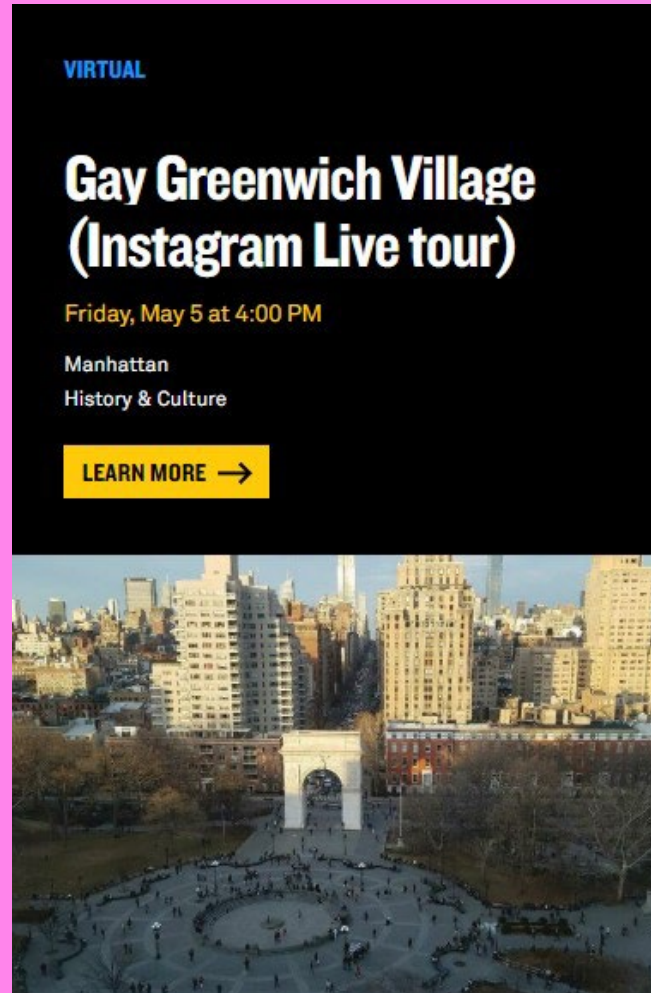 VIRTUAL
Gay Greenwich Village
(Instagram Live tour)
Friday, May 5 at 4:00 PM
Manhattan
History & Culture
LEARN MORE →